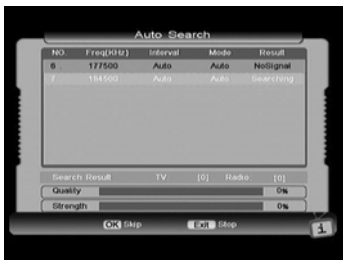 Auto Search
NO. Freq(KHz) Interval Mode Result
6 . 177500 Auto Auto NoSignal
7 184500 Auto Auto Searching
Search Result TV: [0] Radio: [0]
Quality 0%
Strength 0%
OK Skip Exit Stop
i